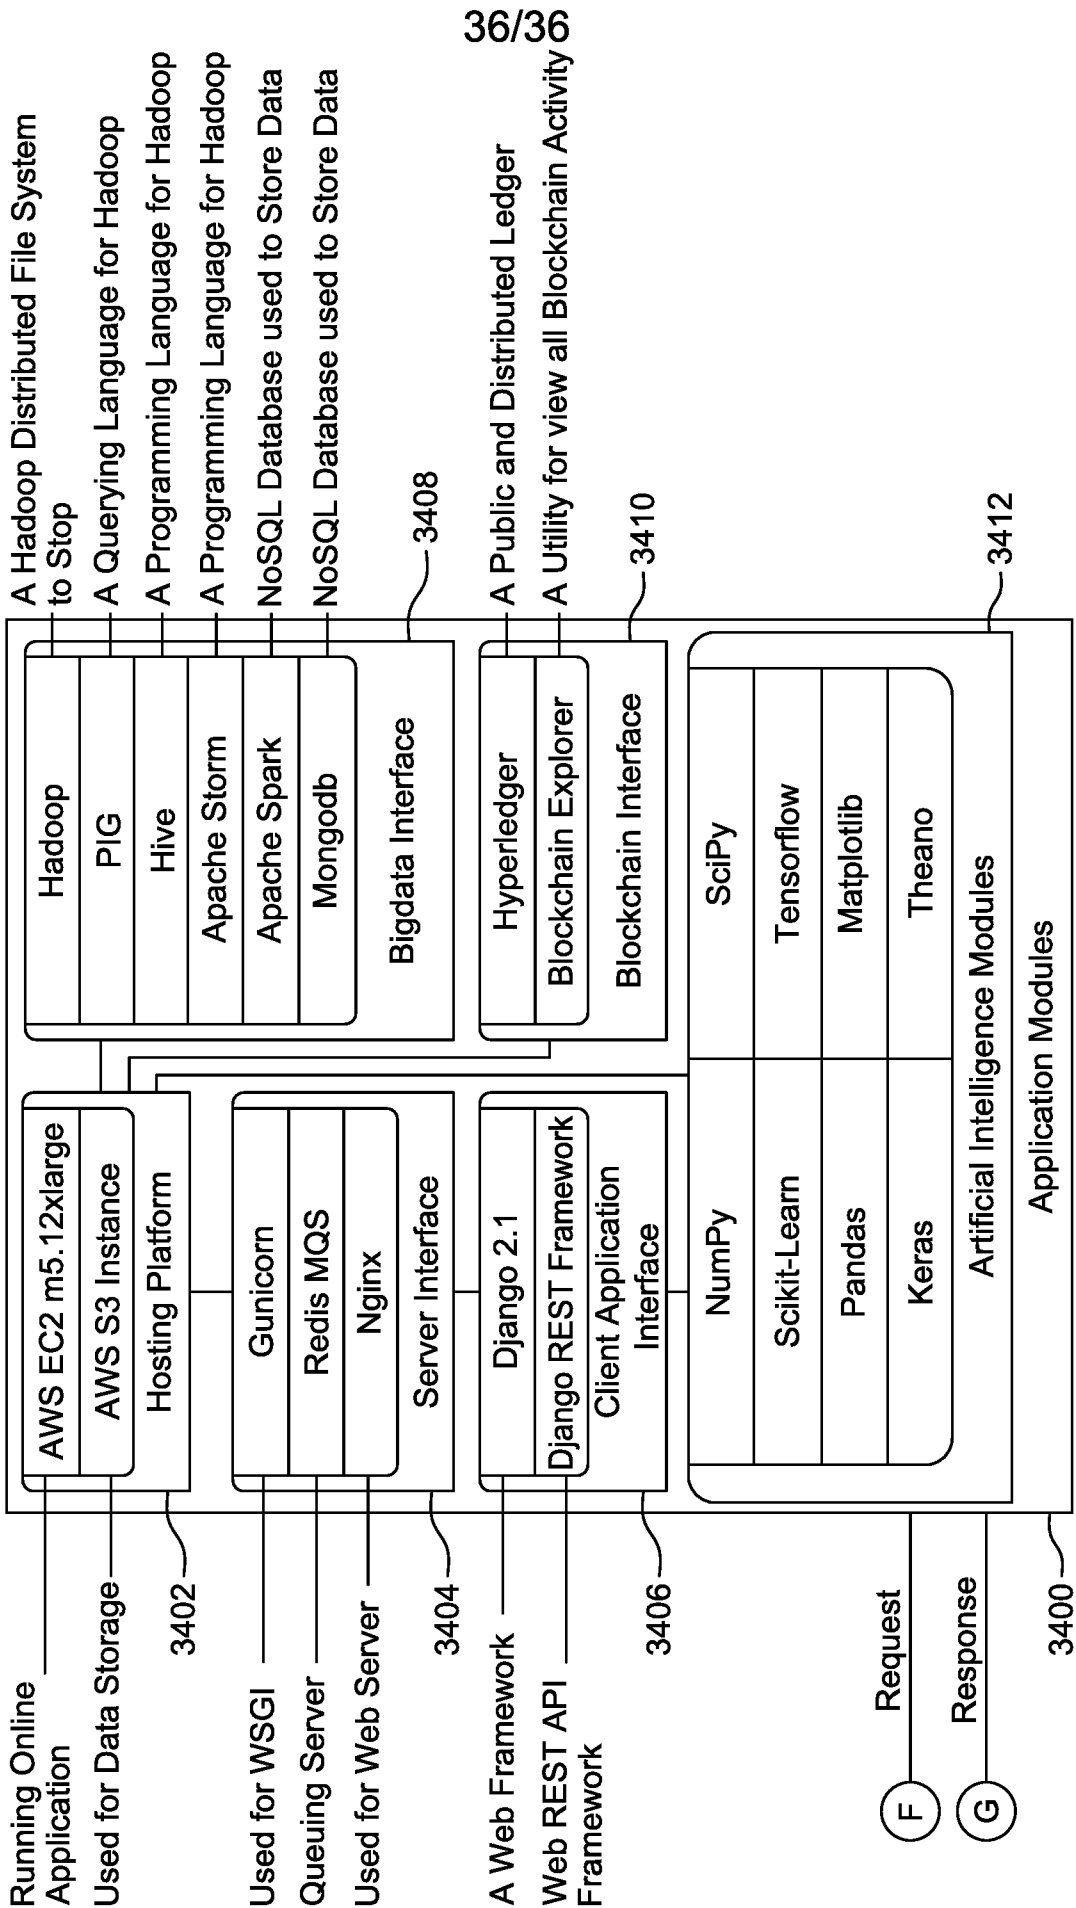 36/36
Running Online
Application
Used for Data Storage
3402
Used for WSGI
Queuing Server
Used for Web Server
3404
A Web Framework
Web REST API
Framework
3406
Request
F
Response
G
3400
AWS EC2 m5.12xlarge
AWS S3 Instance
Hosting Platform
Gunicorn
Redis MQS
Nginx
Server Interface
Django 2.1
Django REST Framework
Client Application
Interface
Hadoop
PIG
Hive
Apache Storm
Apache Spark
Mongodb
Bigdata Interface
Hyperledger
Blockchain Explorer
Blockchain Interface
NumPy
SciPy
Scikit-Learn
Tensorflow
Pandas
Matplotlib
Keras
Theano
Artificial Intelligence Modules
Application Modules
A Hadoop Distributed File System
to Stop
A Querying Language for Hadoop
A Programming Language for Hadoop
A Programming Language for Hadoop
NoSQL Database used to Store Data
NoSQL Database used to Store Data
3408
A Public and Distributed Ledger
A Utility for view all Blockchain Activity
3410
3412